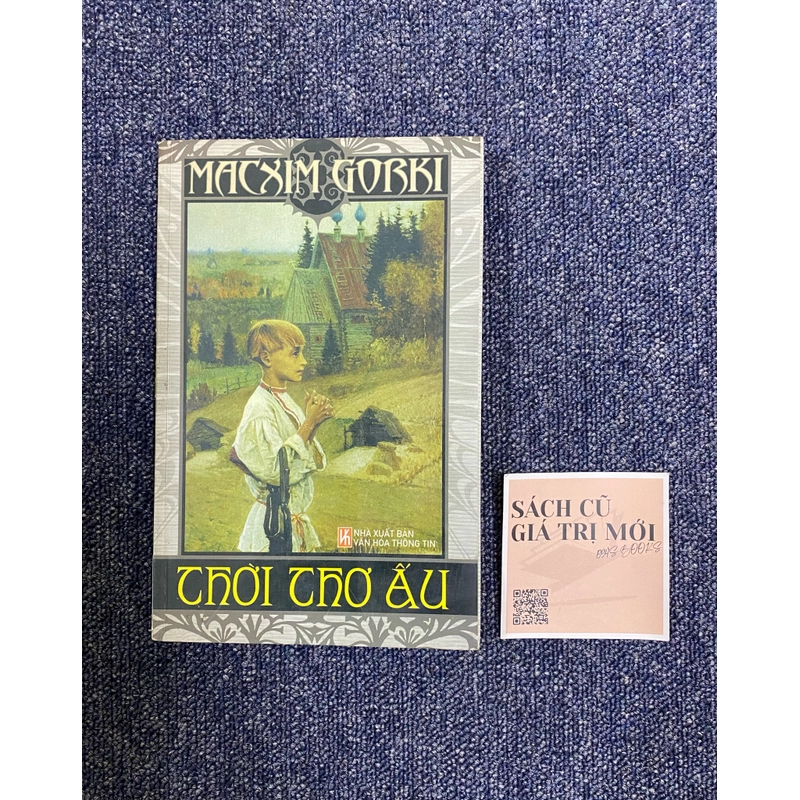 MACXIM GORKI
NHÀ XUẤT BẢN
VĂN HÓA THÔNG TIN
THỜI THƠ ẤU
SÁCH CŨ
GIÁ TRỊ MỚI